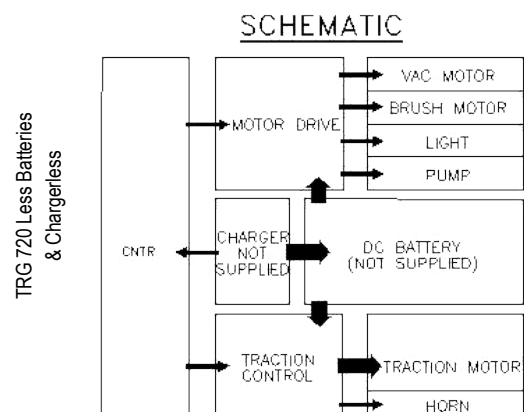 SCHEMATIC
TRG 720 Less Batteries
& Chargerless
CNTR
MOTOR DRIVE
VAC MOTOR
BRUSH MOTOR
LIGHT
PUMP
CHARGER
NOT
SUPPLIED
DC BATTERY
(NOT SUPPLIED)
TRACTION
CONTROL
TRACTION MOTOR
HORN